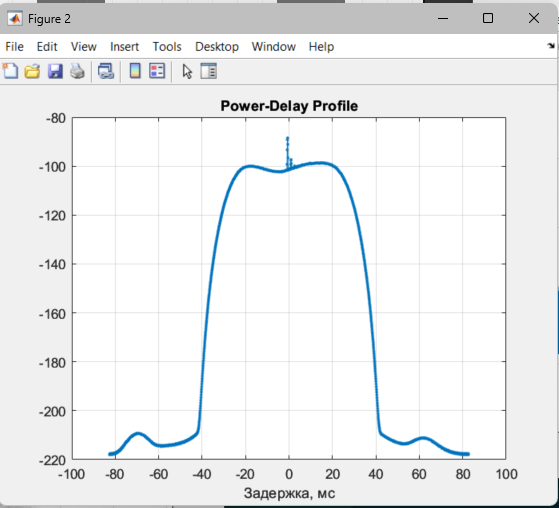 Figure 2
File Edit View Insert Tools Desktop Window Help
Power-Delay Profile
-80
-100
-120
-140
-160
-180
-200
-220
-100 -80 -60 -40 -20 0 20 40 60 80 100
Задержка, мс